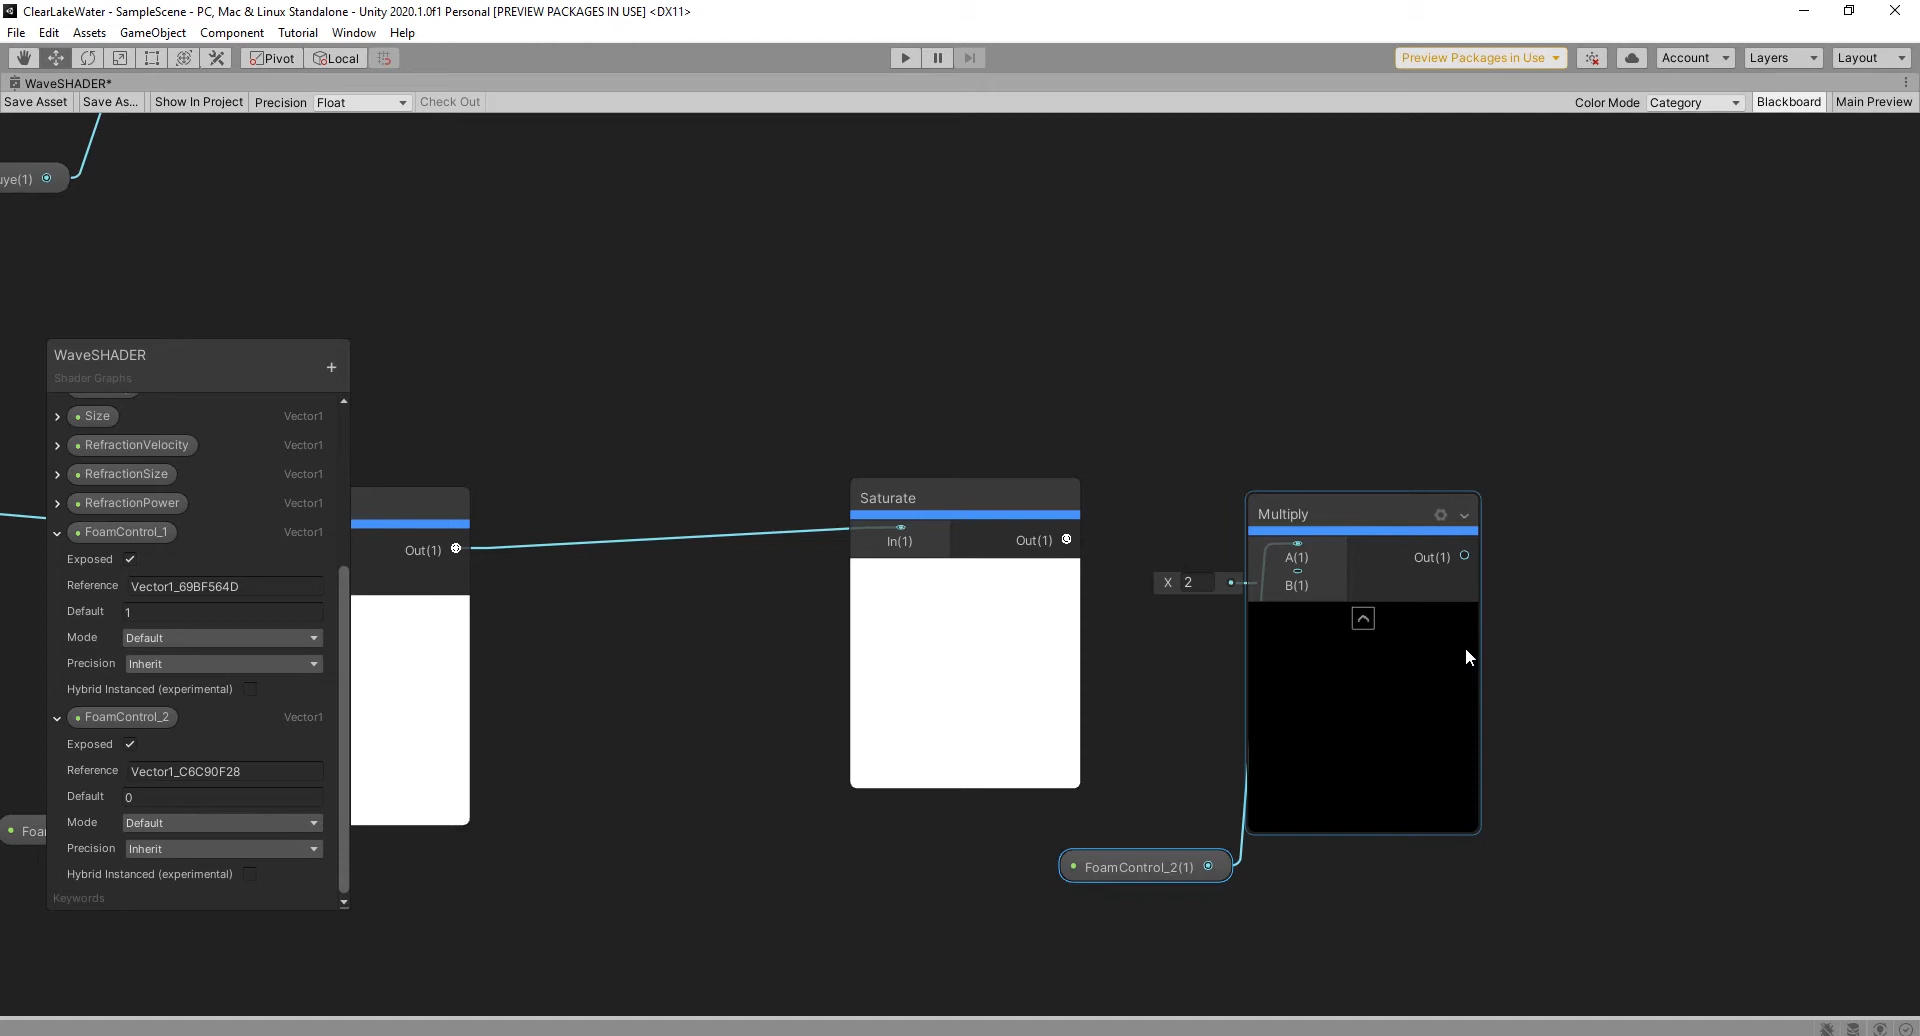 ClearLakeWater - SampleScene - PC, Mac & Linux Standalone - Unity 2020.1.0f1 Personal [PREVIEW PACKAGES IN USE] <DX11>
File Edit Assets GameObject Component Tutorial Window Help
Pivot Local Preview Packages in Use Account Layers Layout
WaveSHADER*
Save Asset Save As... Show In Project Precision Float Check Out Color Mode Category Blackboard Main Preview
uye(1)
WaveSHADER
Shader Graphs
Size Vector1
RefractionVelocity Vector1
RefractionSize Vector1
RefractionPower Vector1
FoamControl_1 Vector1
Exposed
Reference Vector1_69BF564D
Default 1
Mode Default
Precision Inherit
Hybrid Instanced (experimental)
FoamControl_2 Vector1
Exposed
Reference Vector1_C6C90F28
Default 0
Mode Default
Precision Inherit
Hybrid Instanced (experimental)
Keywords
Foa
Out(1)
Saturate
In(1) Out(1)
X 2
Multiply
A(1) Out(1)
B(1)
FoamControl_2(1)